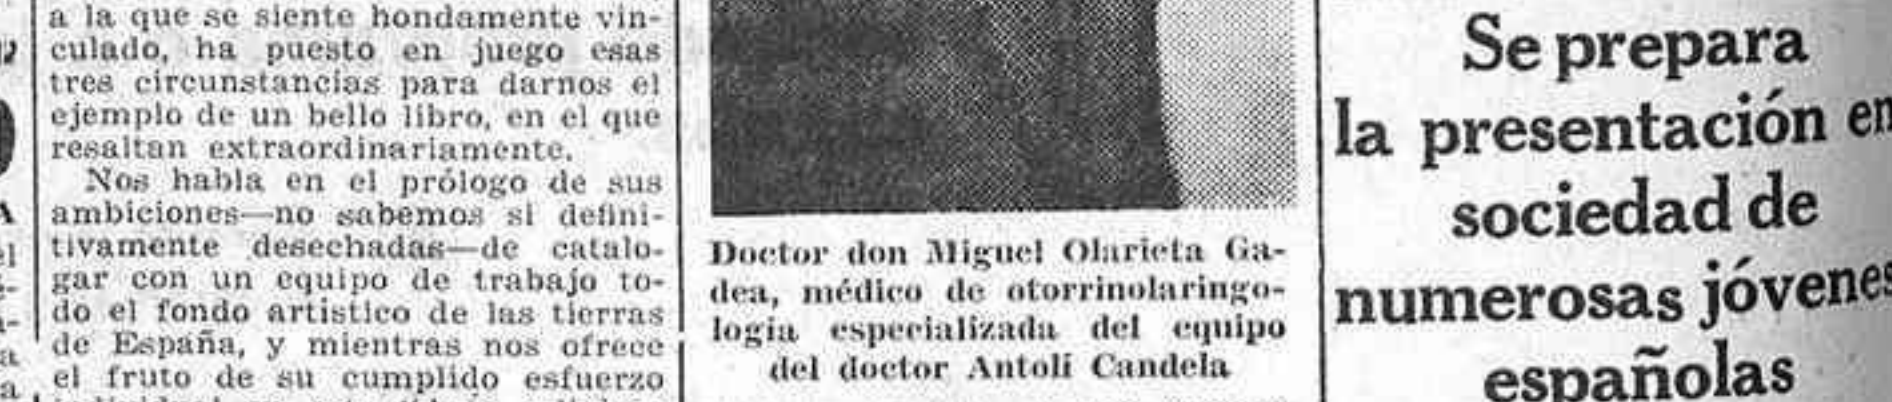 a la que se siente hondamente vin-
culado, ha puesto en juego esas
tres circunstancias para darnos el
ejemplo de un bello libro, en el que
resaltan extraordinariamente.
Nos habla en el prólogo de sus
ambiciones—no sabemos si defini-
tivamente desechadas—de catalo-
gar con un equipo de trabajo to-
do el fondo artístico de las tierras
de España, y mientras nos ofrece
el fruto de su cumplido esfuerzo
Doctor don Miguel Olarieta Ga-
dea, médico de otorrinolaringo-
logía especializada del equipo
del doctor Antolí Candela
Se prepara
la presentación en
sociedad de
numerosas jóvenes
españolas